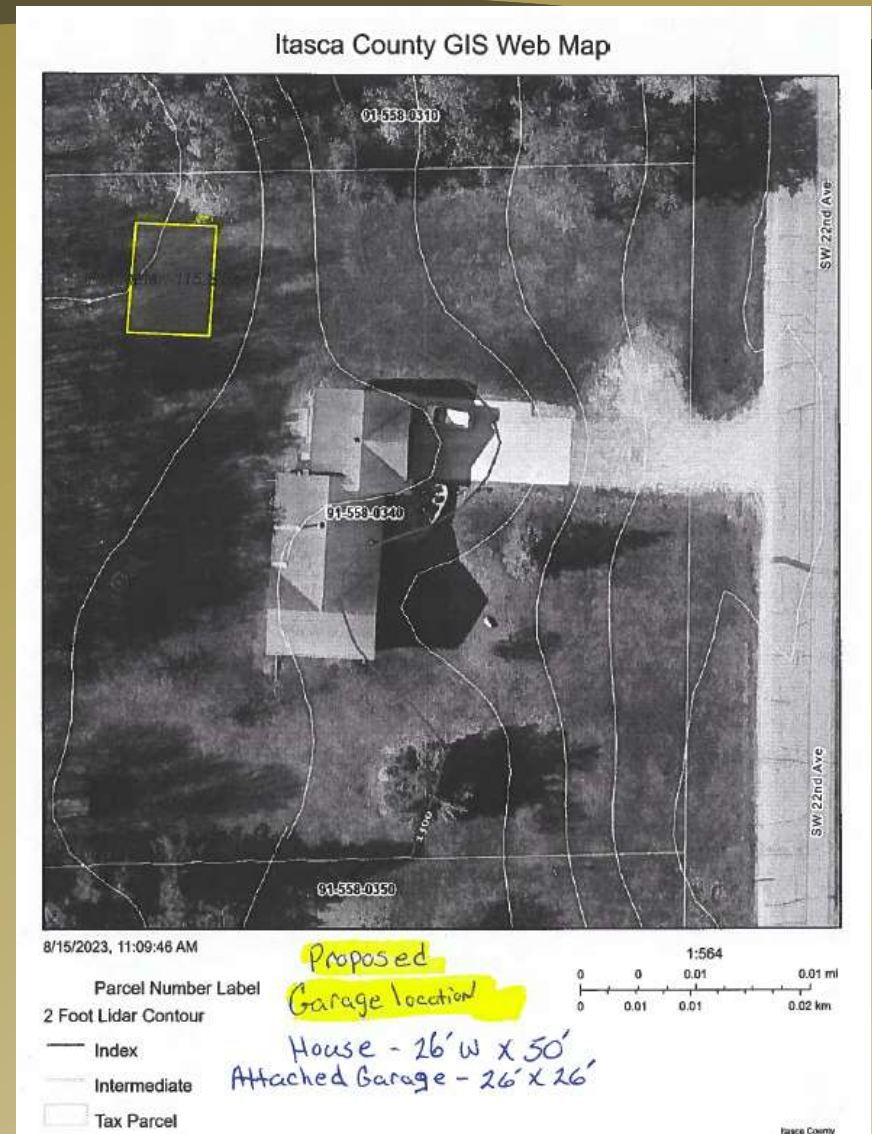 Itasca County GIS Web Map
91-558-0310
SW 22nd Ave
91-558-0340
1300
SW 22nd Ave
91-558-0350
8/15/2023, 11:09:46 AM
Proposed
Garage location
1:564
0 0 0.01 0.01 mi
0 0.01 0.01 0.02 km
Parcel Number Label
2 Foot Lidar Contour
Index
Intermediate
Tax Parcel
House - 26' W X 50'
Attached Garage - 26' X 26'
Itasca County